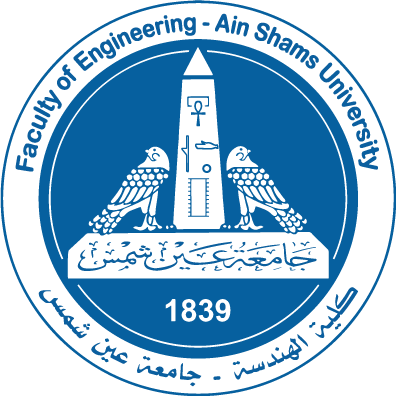 Faculty of Engineering - Ain Shams University
جامعة عين شمس
1839
كلية الهندسة - جامعة عين شمس